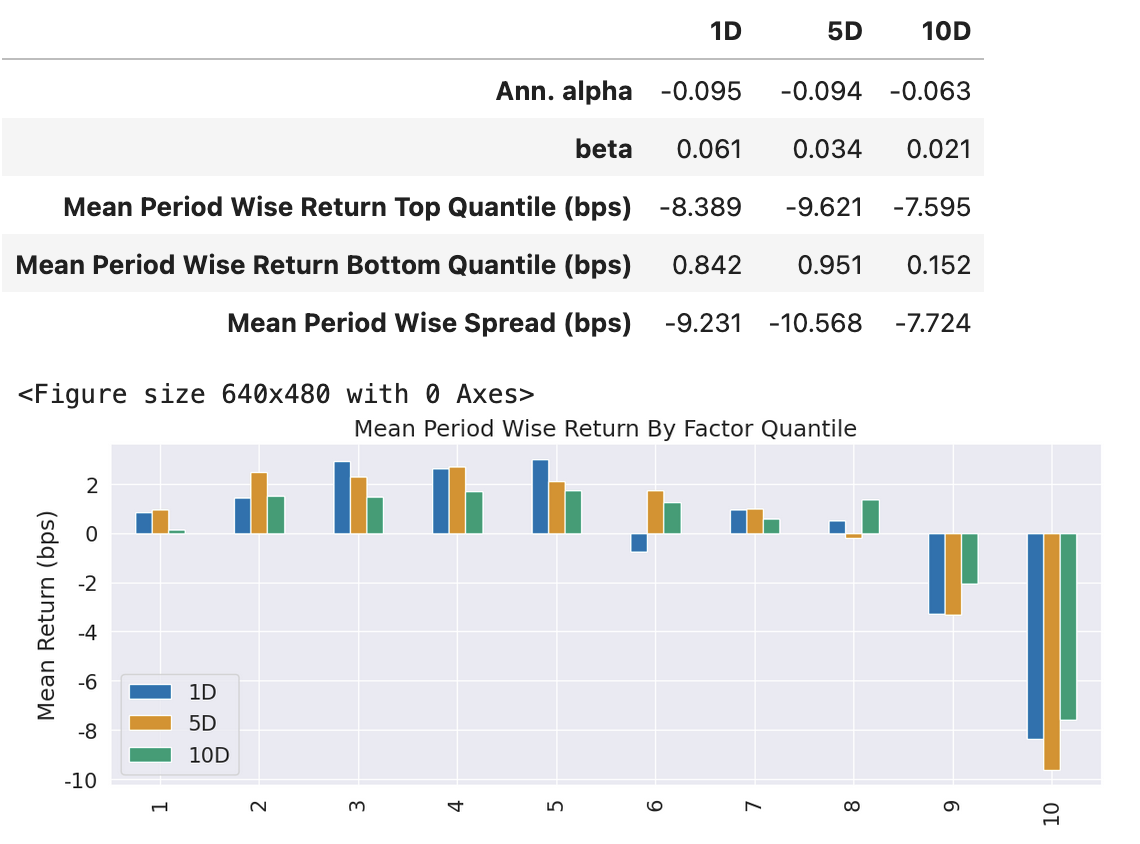 1D 5D 10D
Ann. alpha -0.095 -0.094 -0.063
beta 0.061 0.034 0.021
Mean Period Wise Return Top Quantile (bps) -8.389 -9.621 -7.595
Mean Period Wise Return Bottom Quantile (bps) 0.842 0.951 0.152
Mean Period Wise Spread (bps) -9.231 -10.568 -7.724
<Figure size 640x480 with 0 Axes>
Mean Period Wise Return By Factor Quantile
Mean Return (bps)
2
0
-2
-4
-6
-8
-10
1D
5D
10D
1 2 3 4 5 6 7 8 9 10